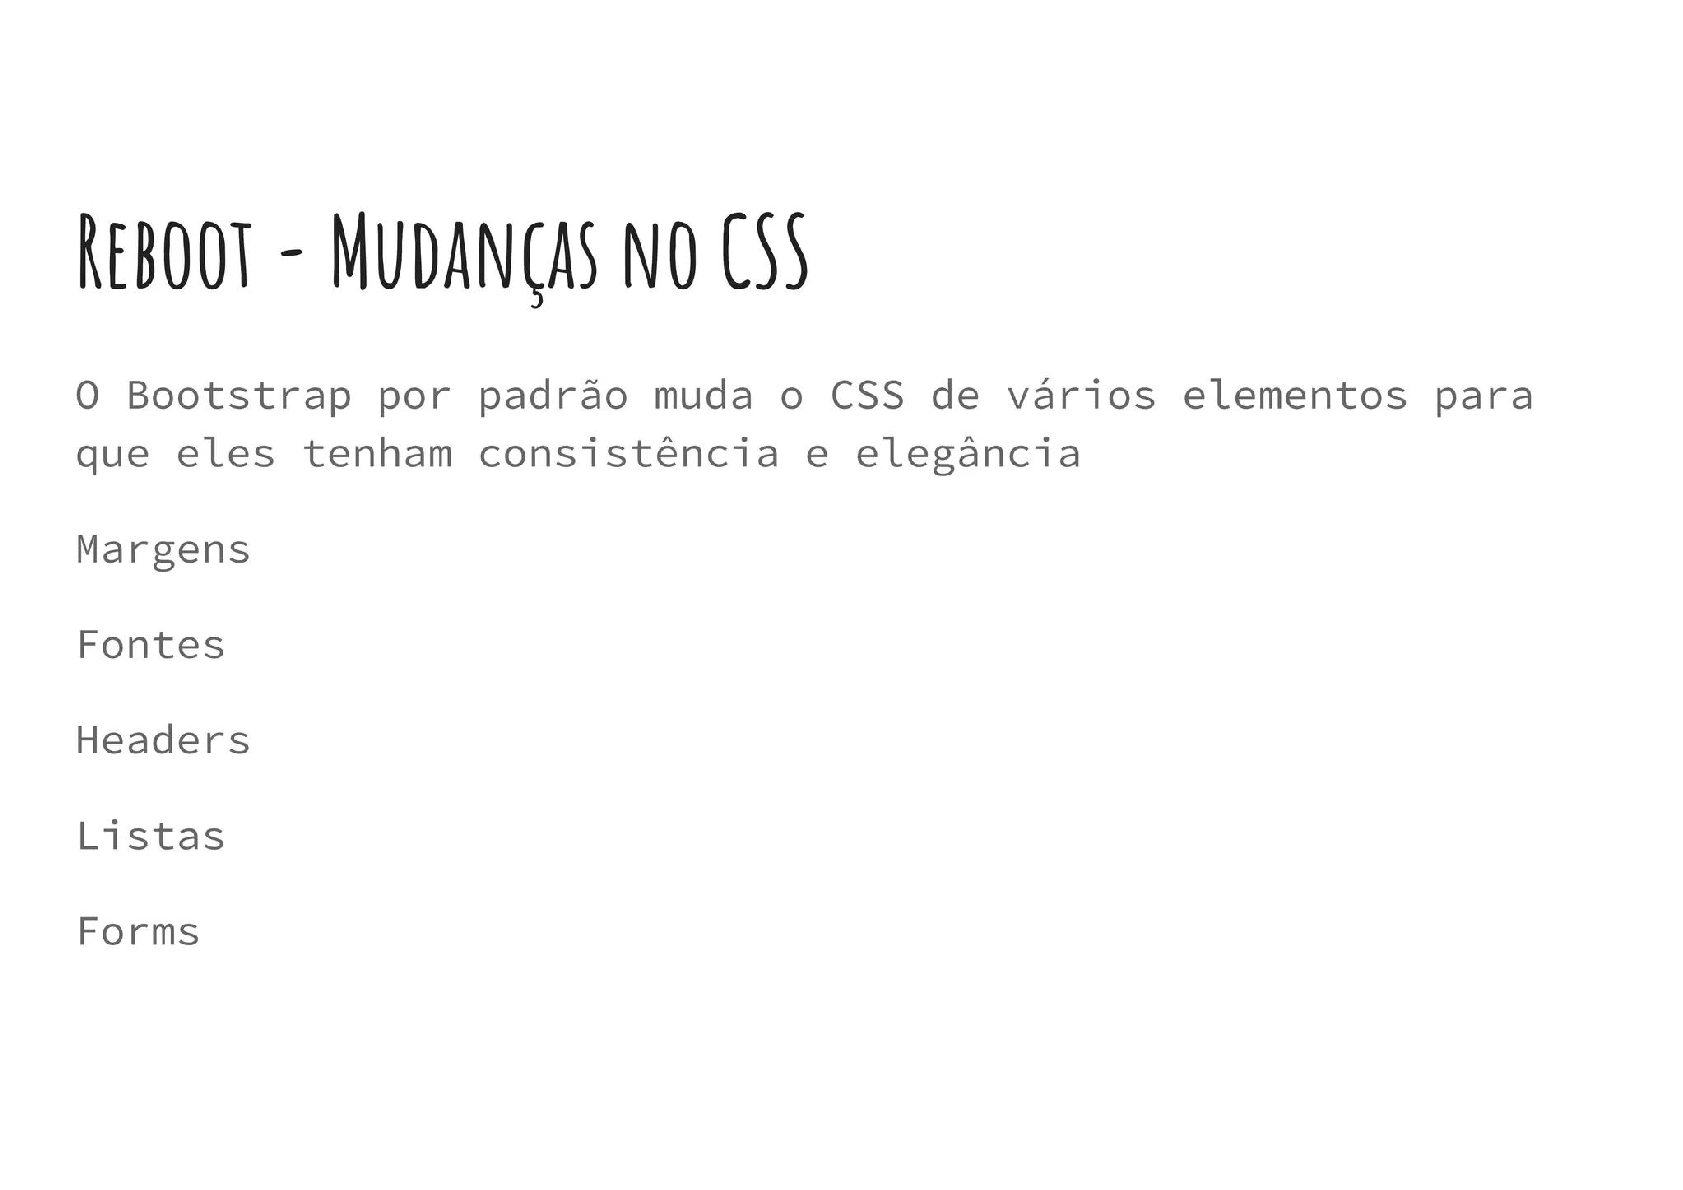 Reboot - Mudanças no CSS
O Bootstrap por padrão muda o CSS de vários elementos para
que eles tenham consistência e elegância
Margens
Fontes
Headers
Listas
Forms